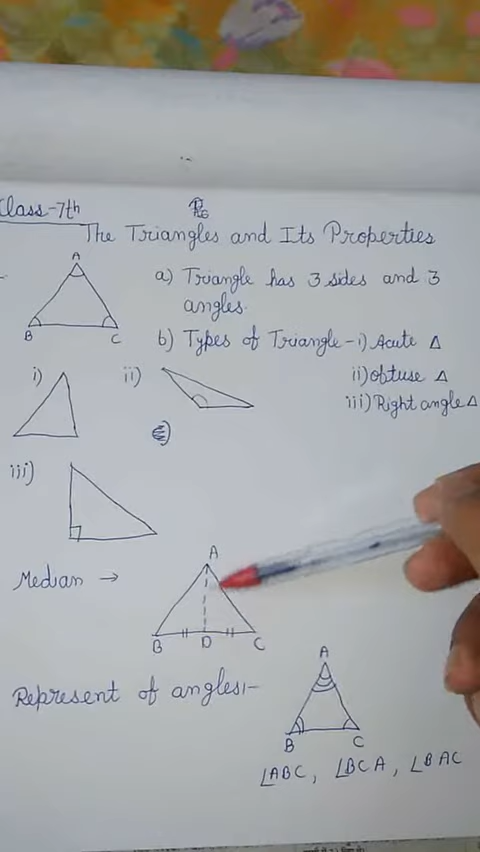 Class-7th
The Triangles and Its Properties
A
B C
a) Triangle has 3 sides and 3
angles.
b) Types of Triangle - i) Acute Δ
ii) obtuse Δ
iii) Right angle Δ
i)
ii)
iii)
Median →
A
B D C
Represent of angles:-
A
B C
∠ABC, ∠BCA, ∠BAC